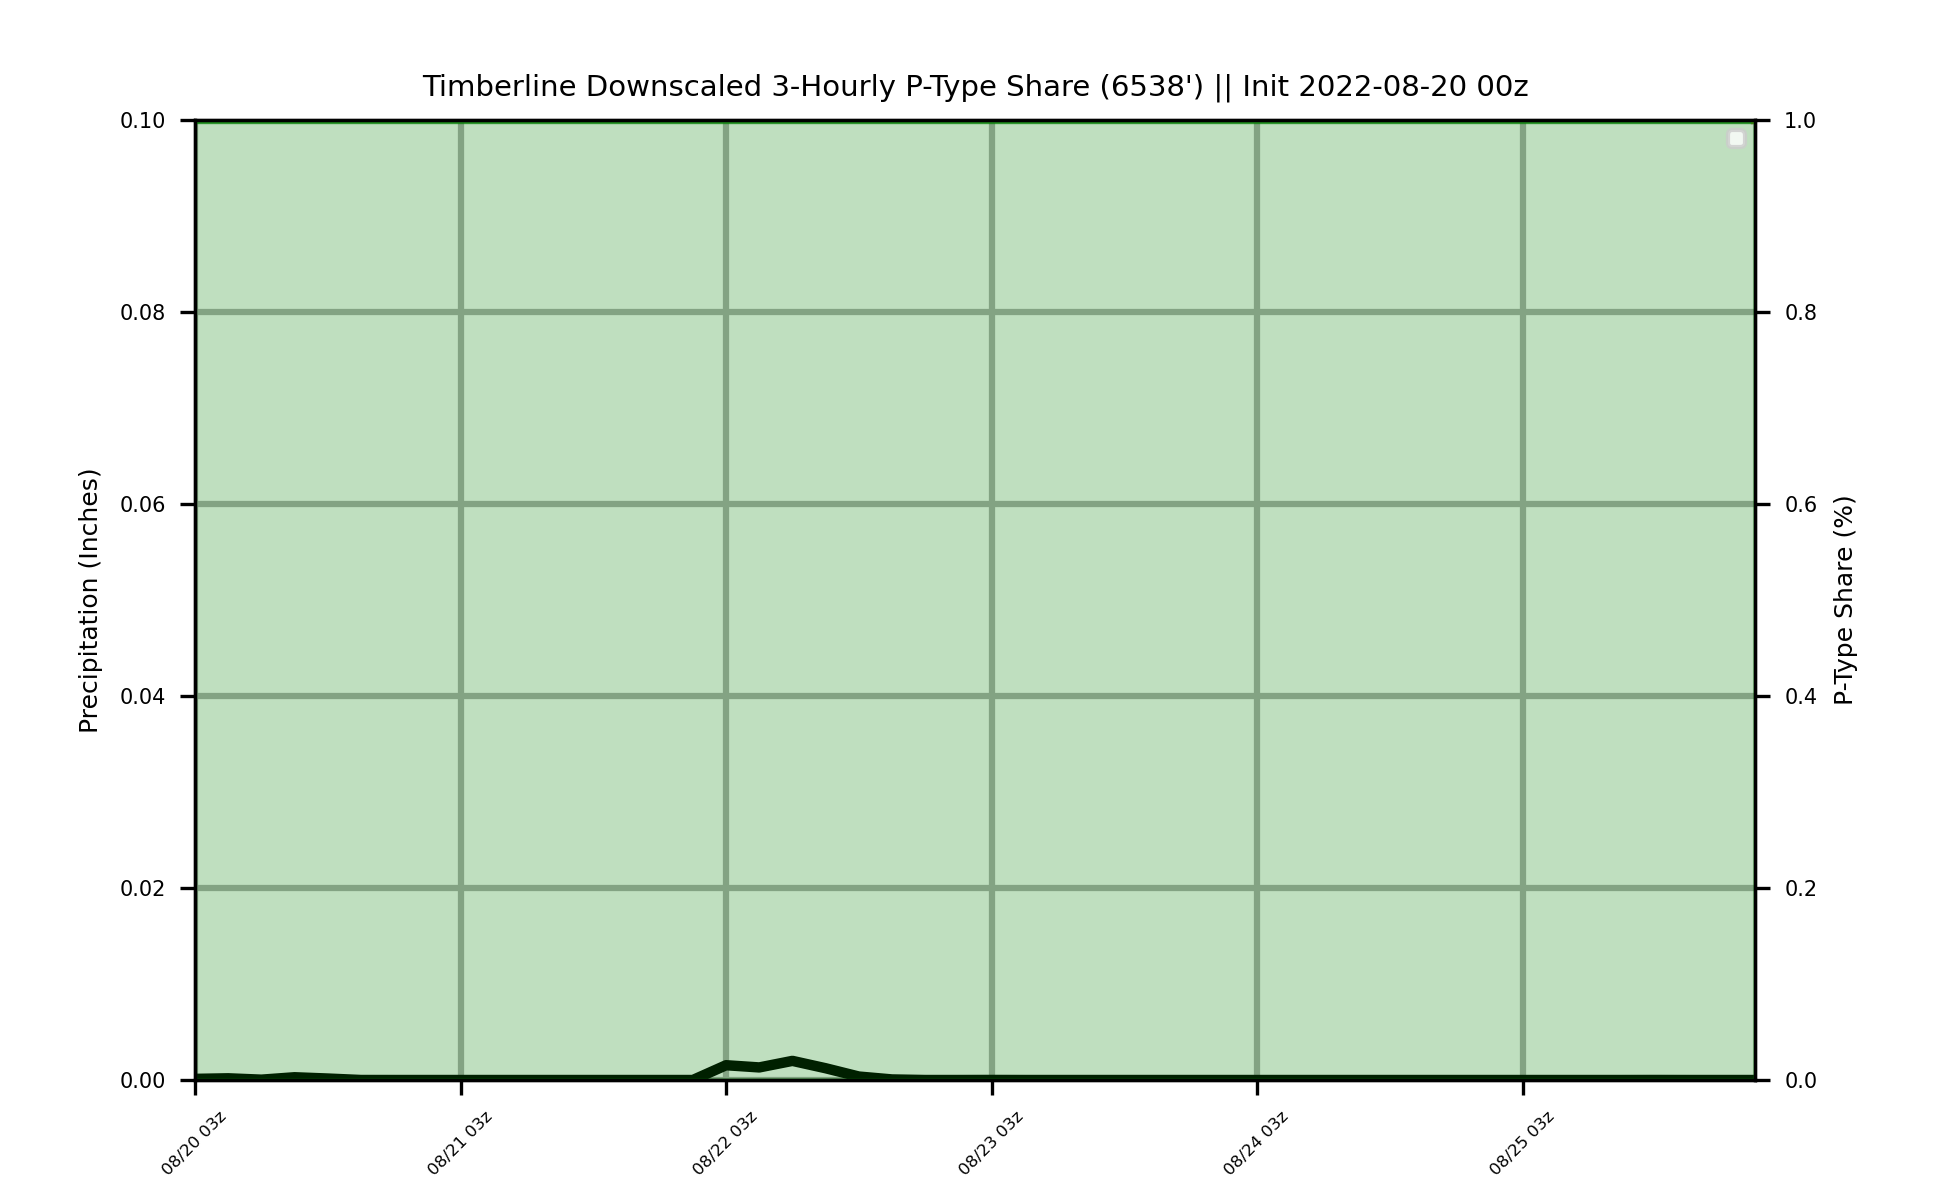 Timberline Downscaled 3-Hourly P-Type Share (6538') || Init 2022-08-20 00z
Precipitation (Inches)
0.10
0.08
0.06
0.04
0.02
0.00
1.0
0.8
0.6
0.4
0.2
0.0
P-Type Share (%)
08/20 03z
08/21 03z
08/22 03z
08/23 03z
08/24 03z
08/25 03z